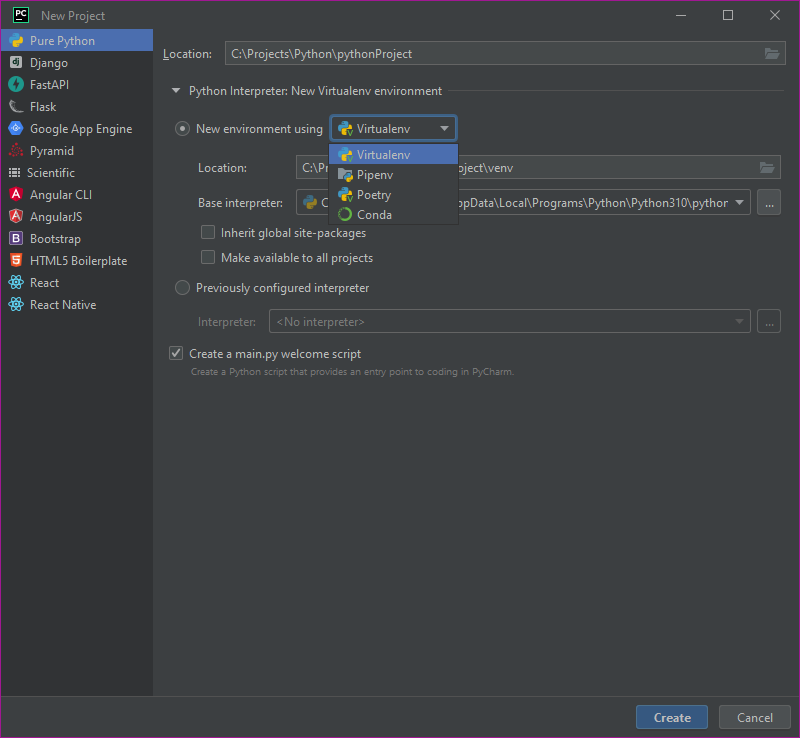 PC New Project
Pure Python
Django
FastAPI
Flask
Google App Engine
Pyramid
Scientific
Angular CLI
AngularJS
Bootstrap
HTML5 Boilerplate
React
React Native
Location: C:\Projects\Python\pythonProject
Python Interpreter: New Virtualenv environment
New environment using Virtualenv
Virtualenv
Pipenv
Poetry
Conda
Location: C:\Pr oject\venv
Base interpreter: C ppData\Local\Programs\Python\Python310\python ...
Inherit global site-packages
Make available to all projects
Previously configured interpreter
Interpreter: <No interpreter> ...
Create a main.py welcome script
Create a Python script that provides an entry point to coding in PyCharm.
Create Cancel